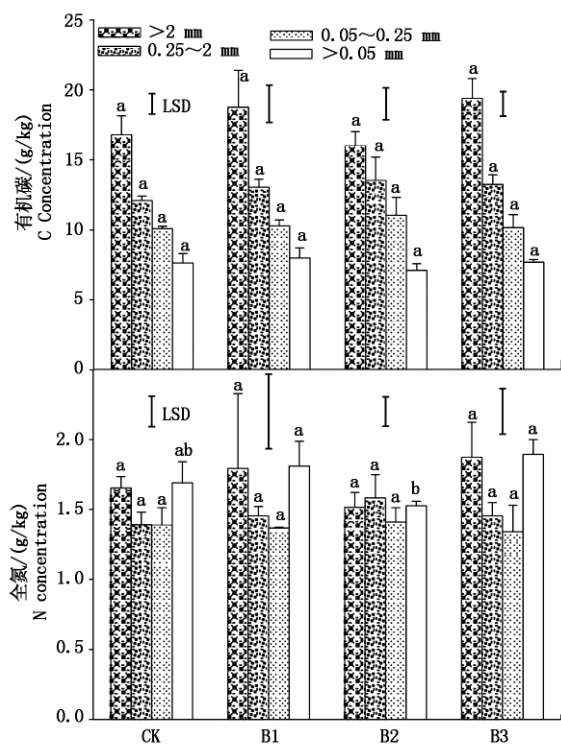 >2 mm 0.05~0.25 mm
0.25~2 mm >0.05 mm
有机碳/(g/kg)
C Concentration
25
20
15
10
5
0
LSD
a a a a
a a a a
a a a a
a a a a
全氮/(g/kg)
N concentration
2.0
1.5
1.0
0.5
0.0
LSD
a a a ab
a a a a
a a a b
a a a a
CK B1 B2 B3